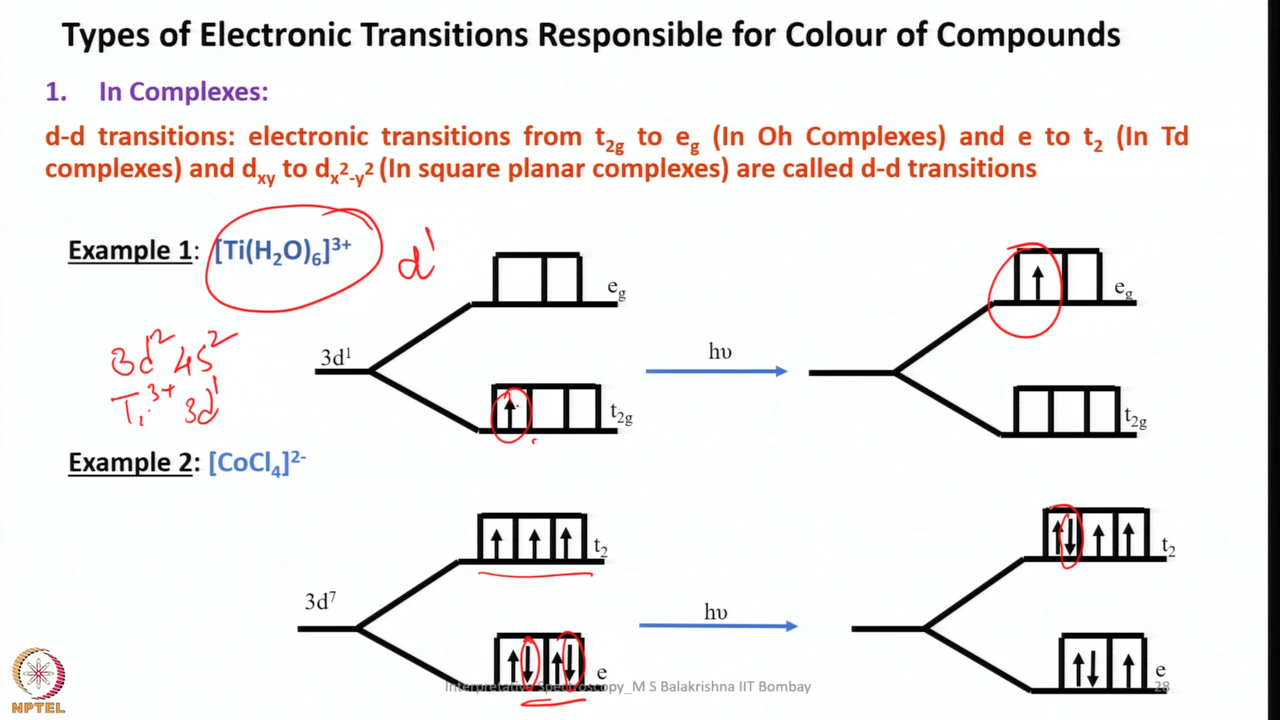 Types of Electronic Transitions Responsible for Colour of Compounds
1. In Complexes:
d-d transitions: electronic transitions from t₂g to eg (In Oh Complexes) and e to t₂ (In Td
complexes) and dxy to dx²-y² (In square planar complexes) are called d-d transitions
Example 1: [Ti(H₂O)₆]³⁺
d¹
eg
eg
3d² 4s²
3d¹
hυ
Ti³⁺ 3d¹
t₂g
t₂g
Example 2: [CoCl₄]²⁻
t₂
t₂
3d⁷
hυ
e
e
Interpretative Spectroscopy_M S Balakrishna IIT Bombay
28
NPTEL